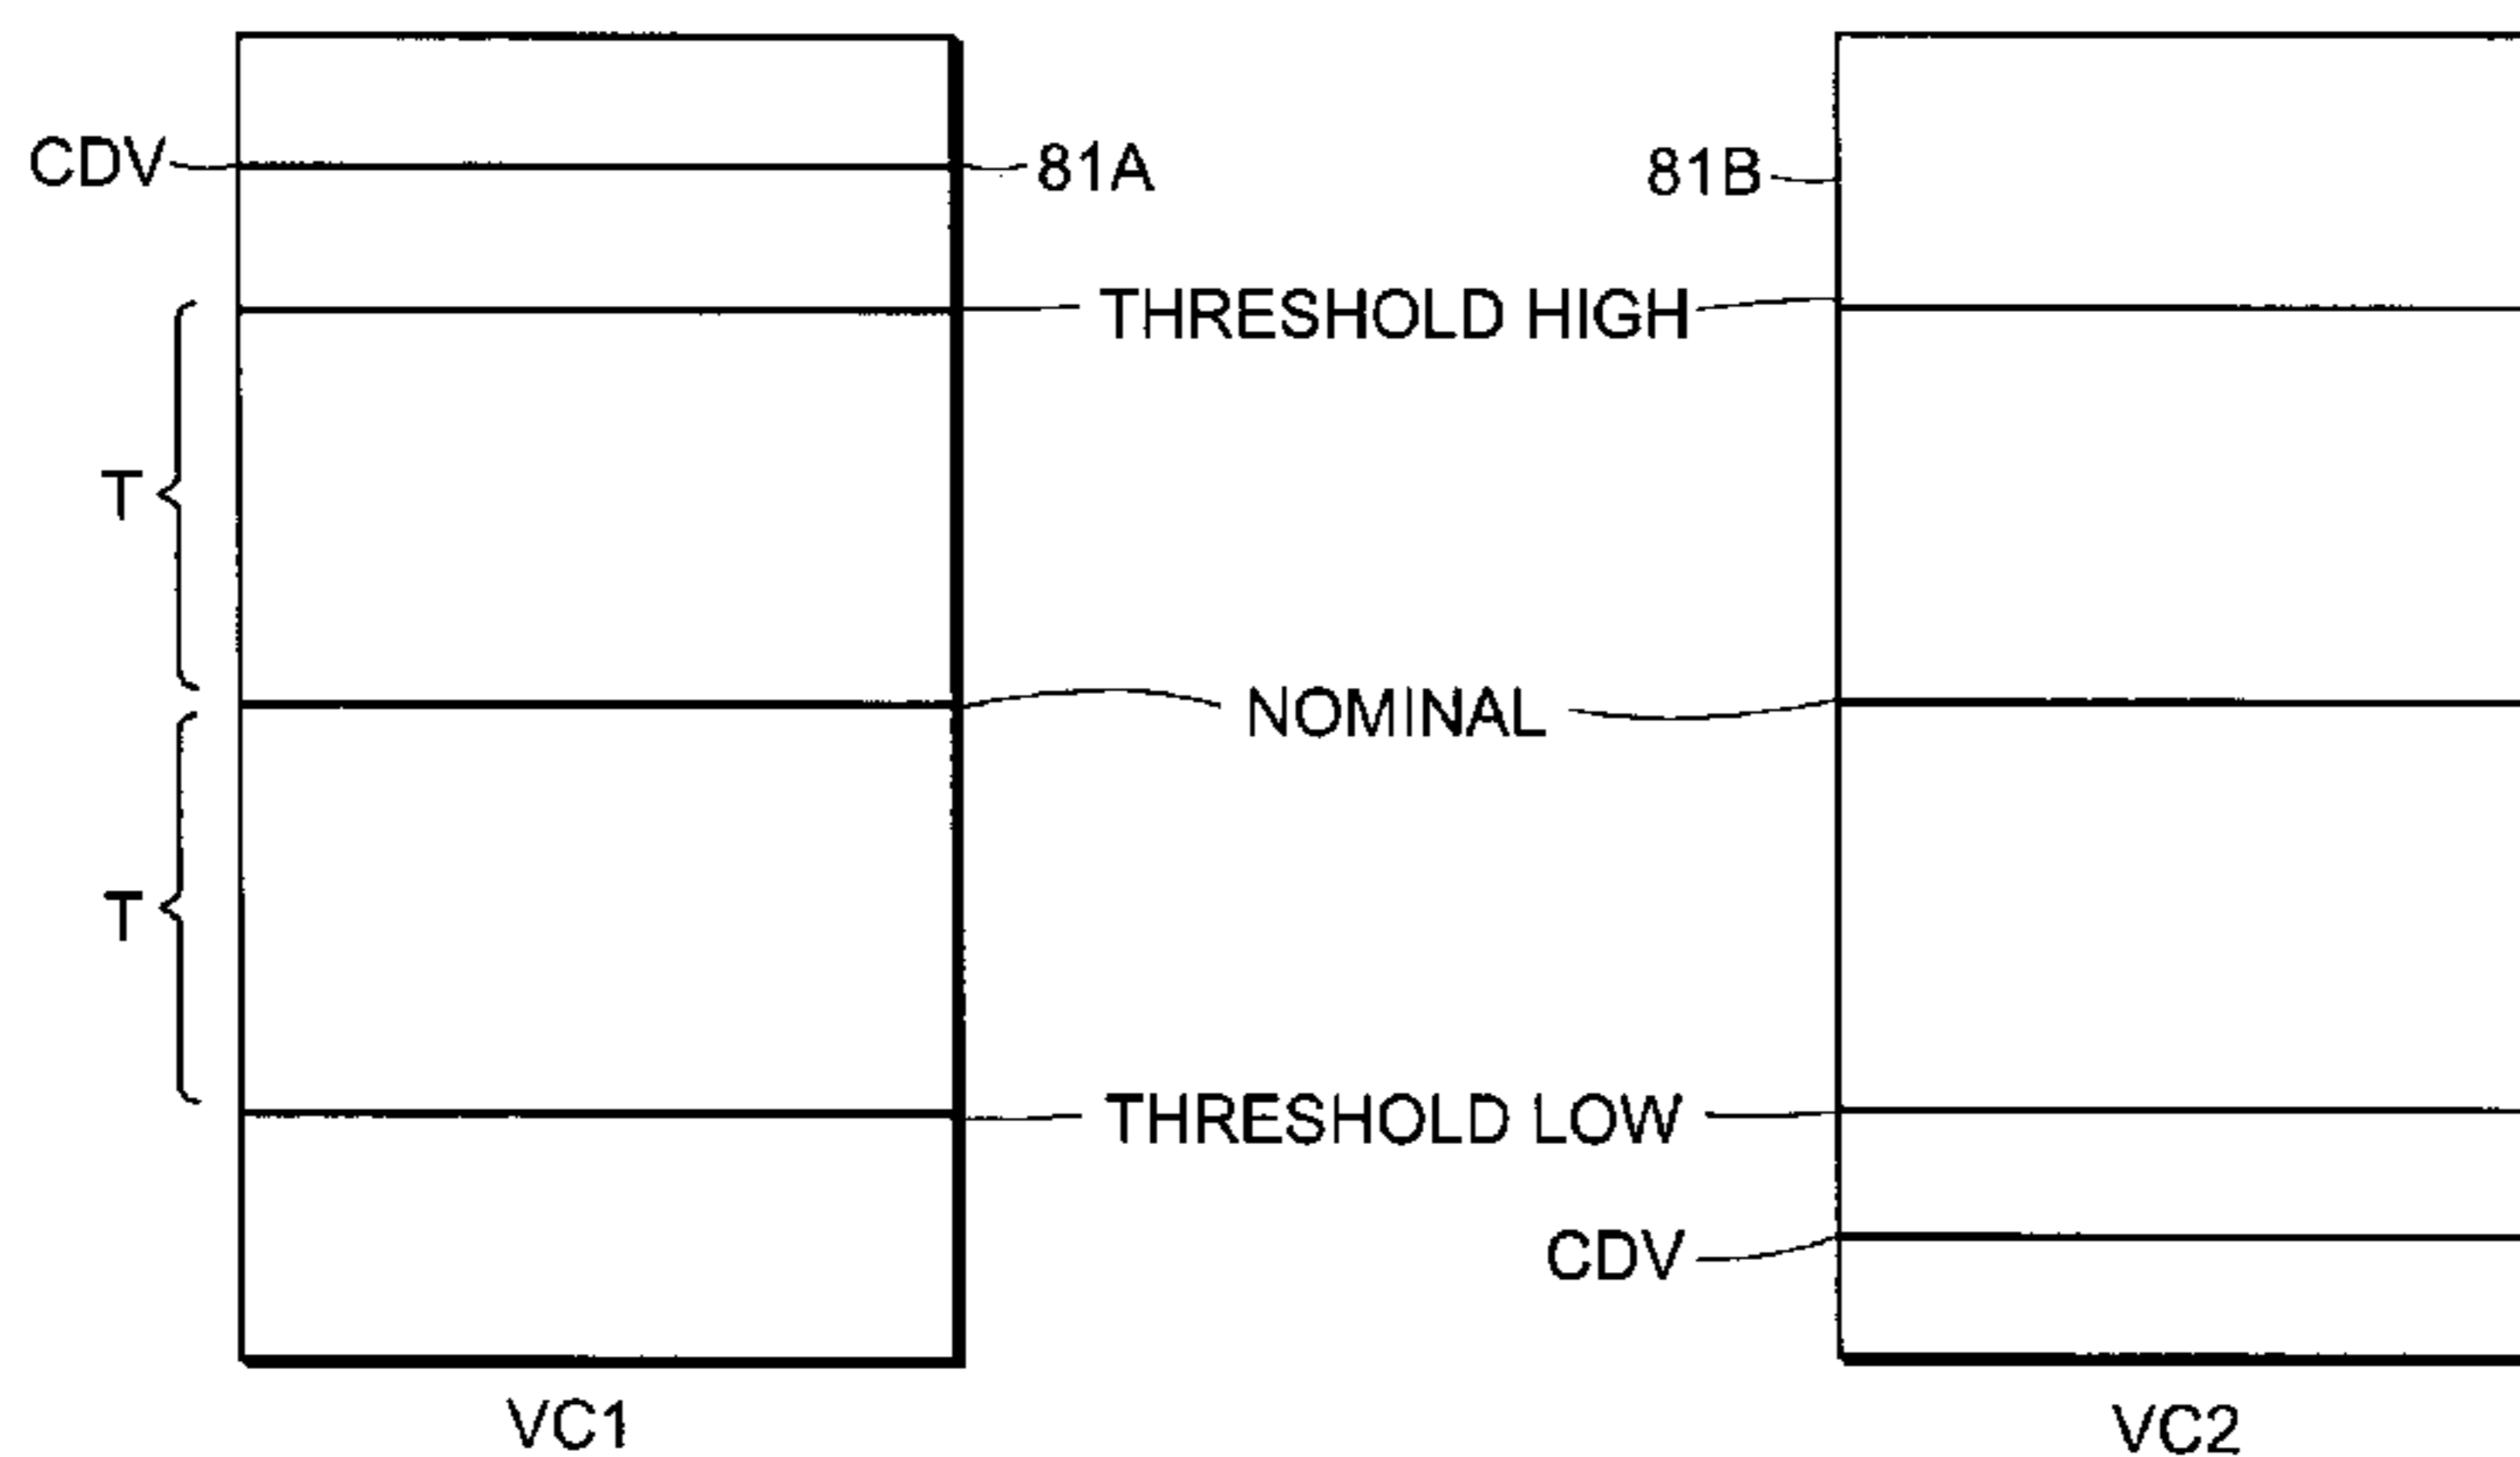 CDV
81A
81B
THRESHOLD HIGH
T
NOMINAL
T
THRESHOLD LOW
CDV
VC1
VC2